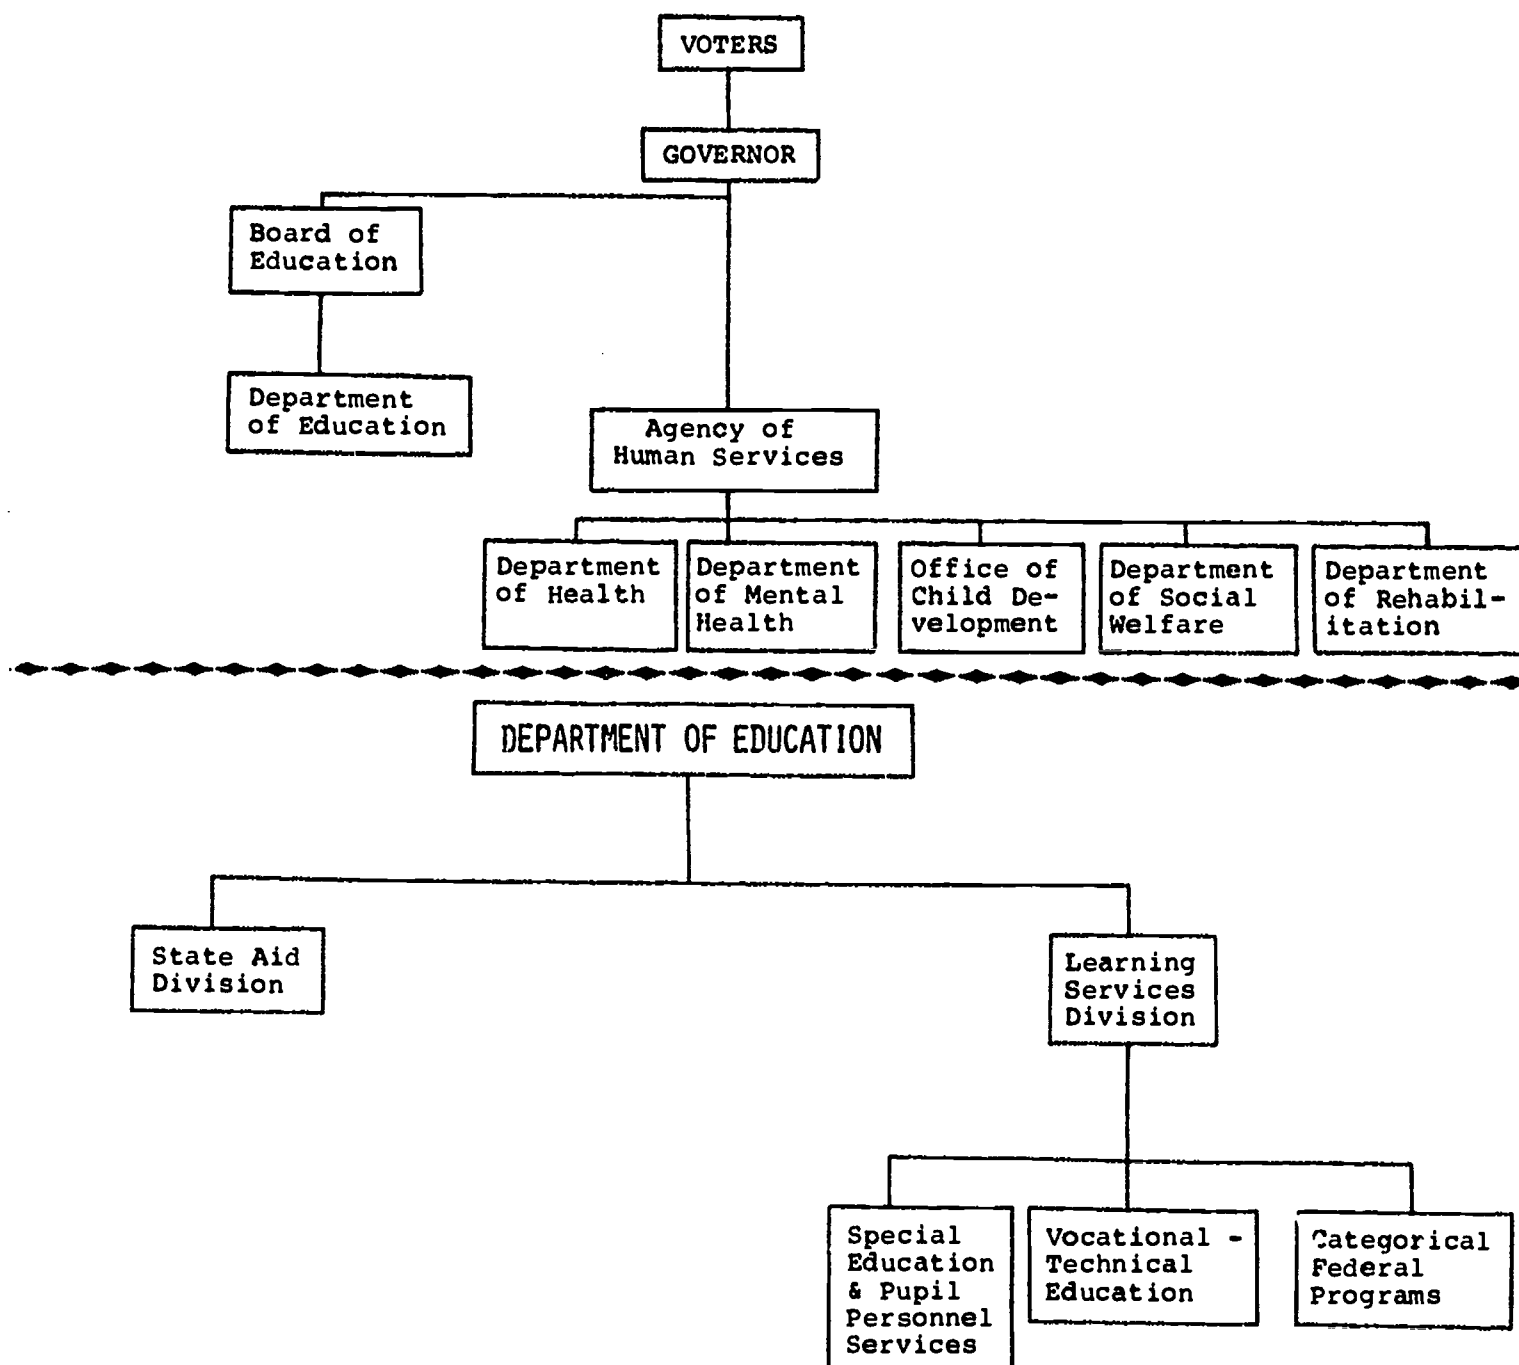 VOTERS
GOVERNOR
Board of
Education
Department
of Education
Agency of
Human Services
Department
of Health
Department
of Mental
Health
Office of
Child De-
velopment
Department
of Social
Welfare
Department
of Rehabil-
itation
DEPARTMENT OF EDUCATION
State Aid
Division
Learning
Services
Division
Special
Education
& Pupil
Personnel
Services
Vocational -
Technical
Education
Categorical
Federal
Programs